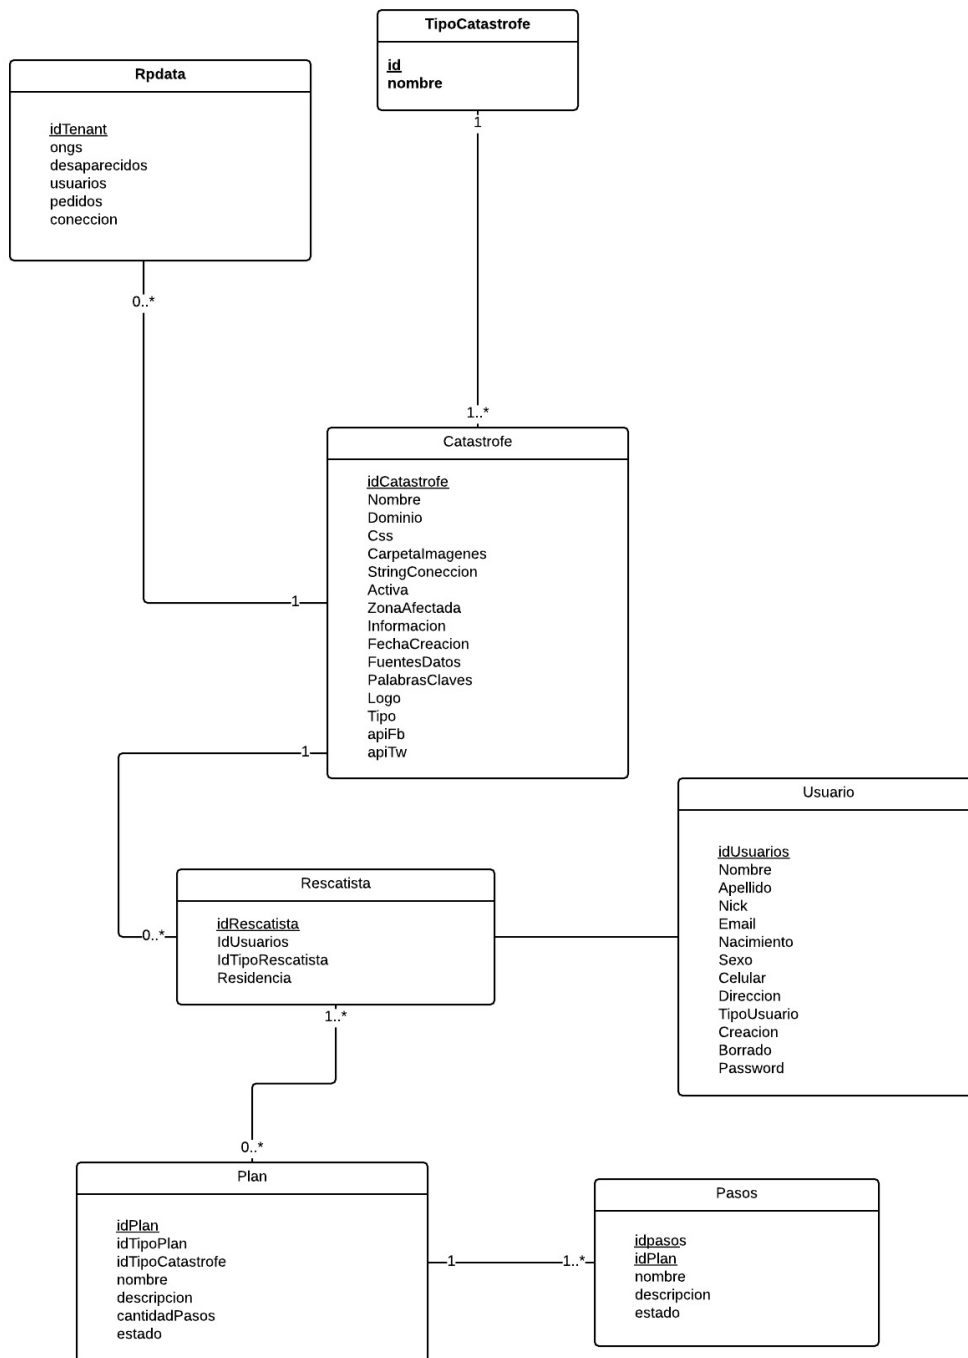 TipoCatastrofe
id
nombre
1
1..*
Rpdata
idTenant
ongs
desaparecidos
usuarios
pedidos
coneccion
0..*
1
Catastrofe
idCatastrofe
Nombre
Dominio
Css
CarpetaImagenes
StringConeccion
Activa
ZonaAfectada
Informacion
FechaCreacion
FuentesDatos
PalabrasClaves
Logo
Tipo
apiFb
apiTw
1
0..*
Rescatista
idRescatista
IdUsuarios
IdTipoRescatista
Residencia
1..*
0..*
Usuario
idUsuarios
Nombre
Apellido
Nick
Email
Nacimiento
Sexo
Celular
Direccion
TipoUsuario
Creacion
Borrado
Password
Plan
idPlan
idTipoPlan
idTipoCatastrofe
nombre
descripcion
cantidadPasos
estado
1
1..*
Pasos
idpasos
idPlan
nombre
descripcion
estado